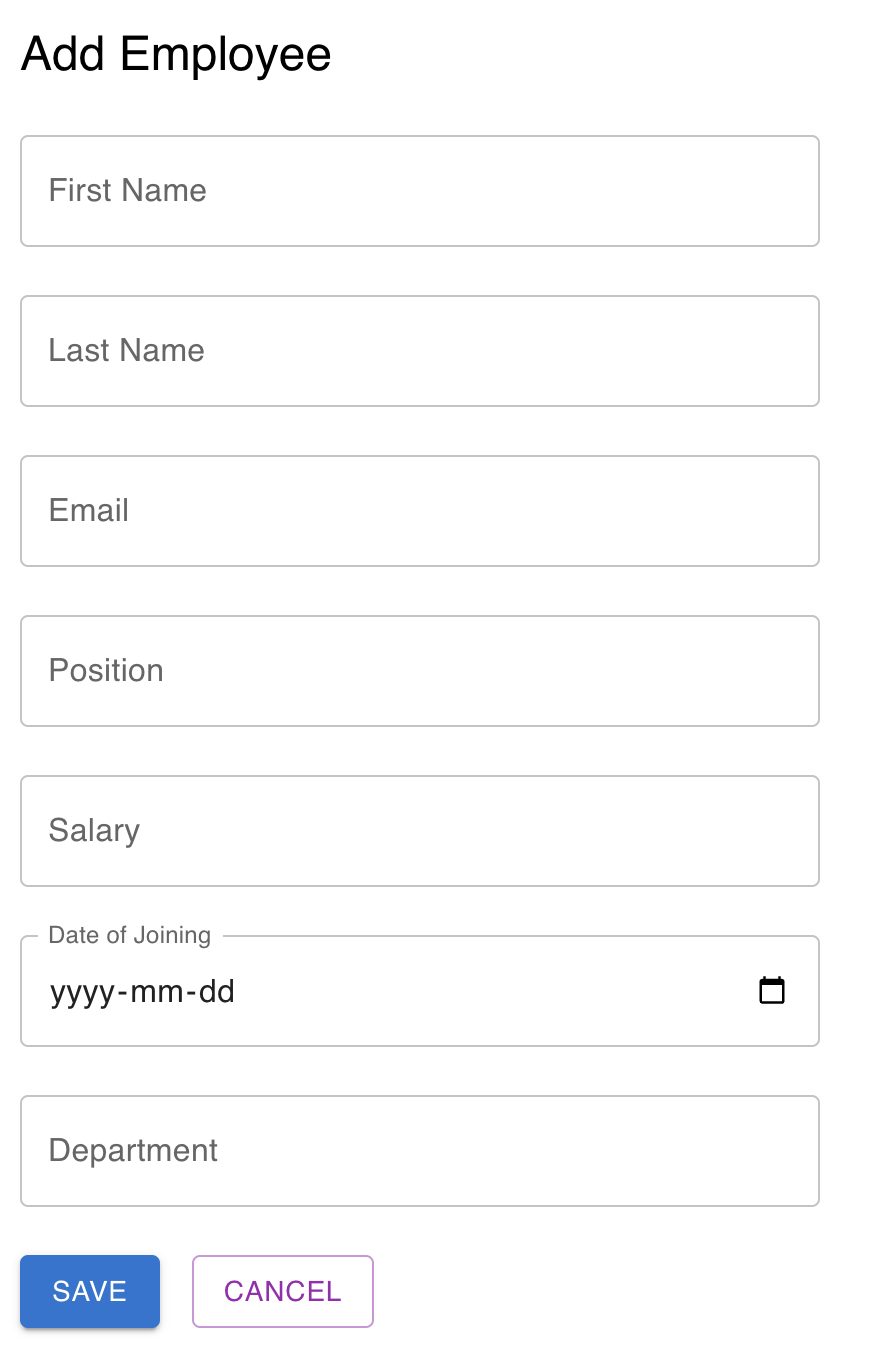 Add Employee
First Name
Last Name
Email
Position
Salary
Date of Joining
yyyy-mm-dd
Department
SAVE CANCEL